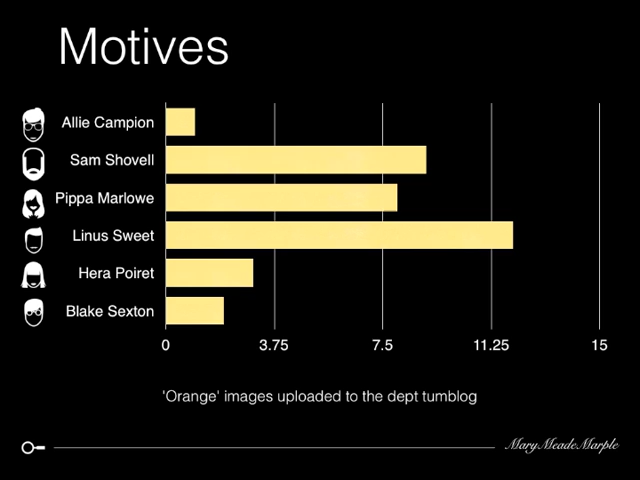 Motives
Allie Campion
Sam Shovell
Pippa Marlowe
Linus Sweet
Hera Poiret
Blake Sexton
0 3.75 7.5 11.25 15
'Orange' images uploaded to the dept tumblog
MaryMeadeMarple